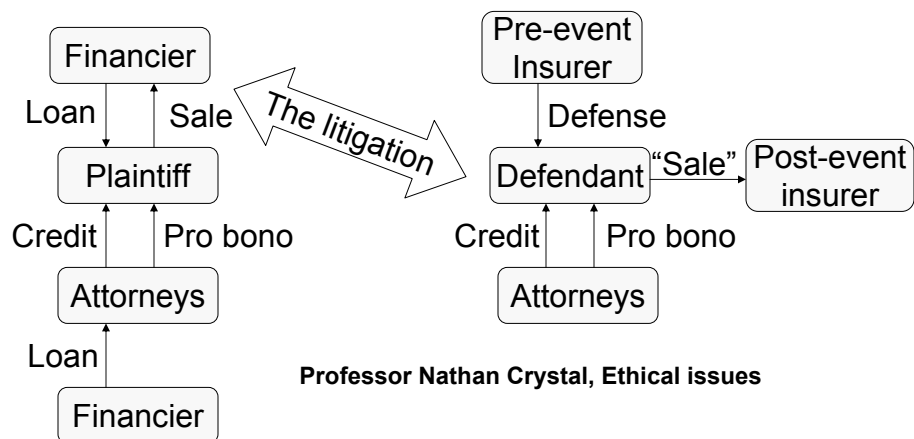 Financier
Loan
Sale
Plaintiff
Credit
Pro bono
Attorneys
Loan
Financier
The litigation
Pre-event
Insurer
Defense
Defendant
“Sale”
Post-event
insurer
Credit
Pro bono
Attorneys
Professor Nathan Crystal, Ethical issues